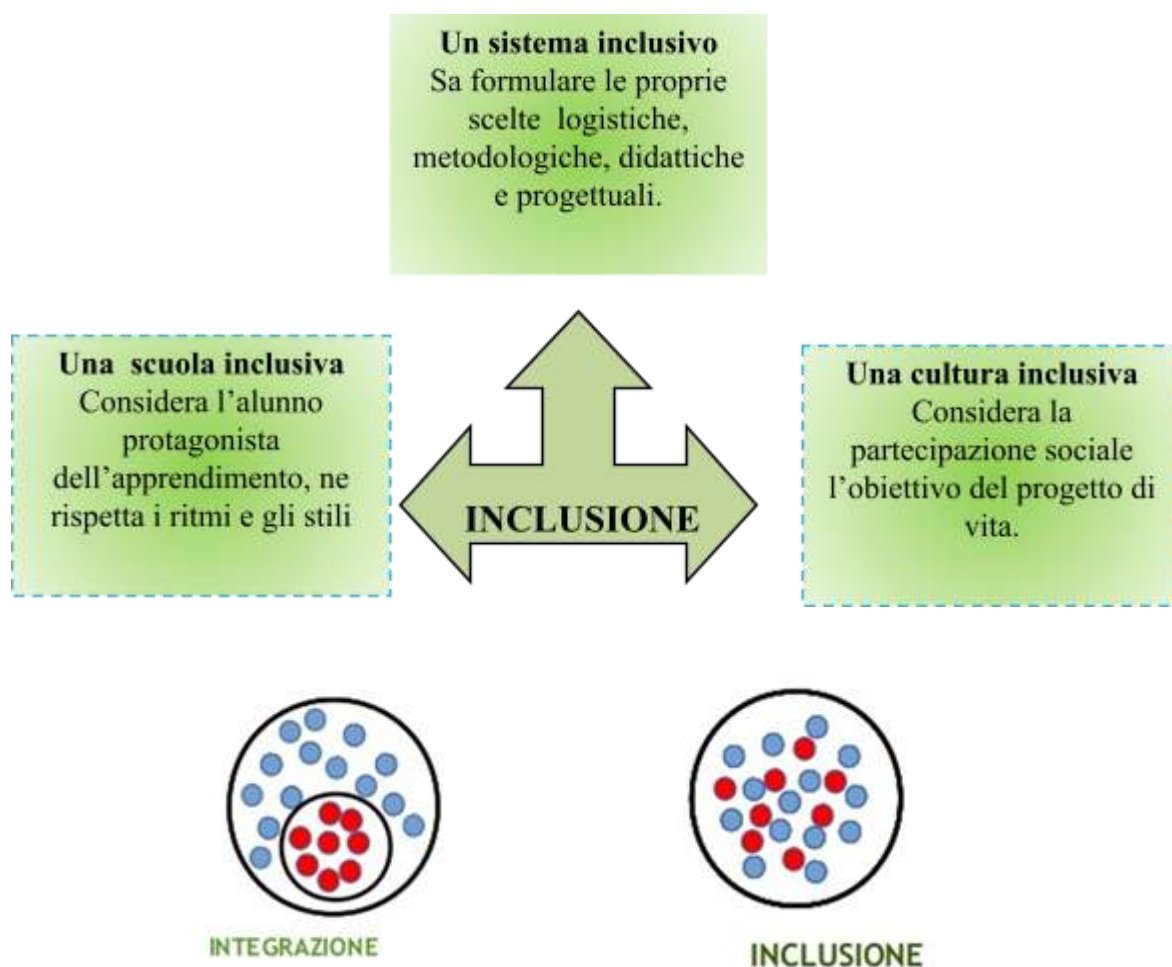 Un sistema inclusivo
Sa formulare le proprie
scelte logistiche,
metodologiche, didattiche
e progettuali.
Una scuola inclusiva
Considera l’alunno
protagonista
dell’apprendimento, ne
rispetta i ritmi e gli stili
INCLUSIONE
Una cultura inclusiva
Considera la
partecipazione sociale
l’obiettivo del progetto di
vita.
INTEGRAZIONE
INCLUSIONE